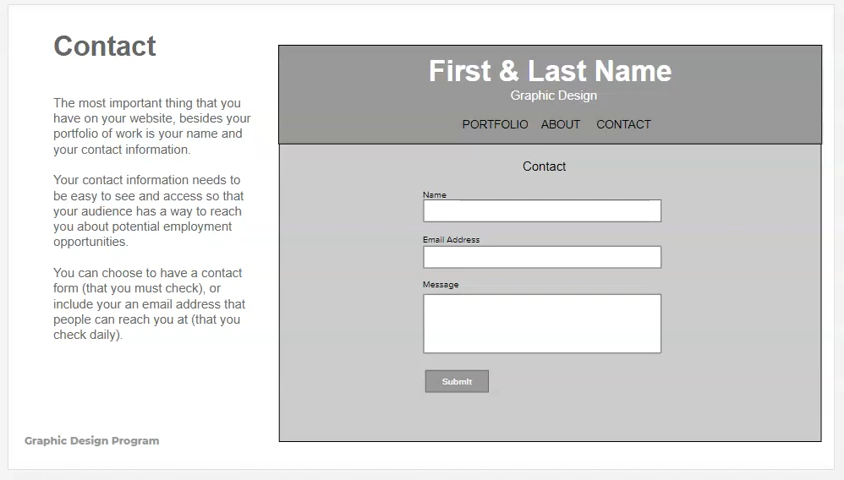 Contact
The most important thing that you
have on your website, besides your
portfolio of work is your name and
your contact information.
Your contact information needs to
be easy to see and access so that
your audience has a way to reach
you about potential employment
opportunities.
You can choose to have a contact
form (that you must check), or
include your an email address that
people can reach you at (that you
check daily).
Graphic Design Program
First & Last Name
Graphic Design
PORTFOLIO ABOUT CONTACT
Contact
Name
Email Address
Message
Submit